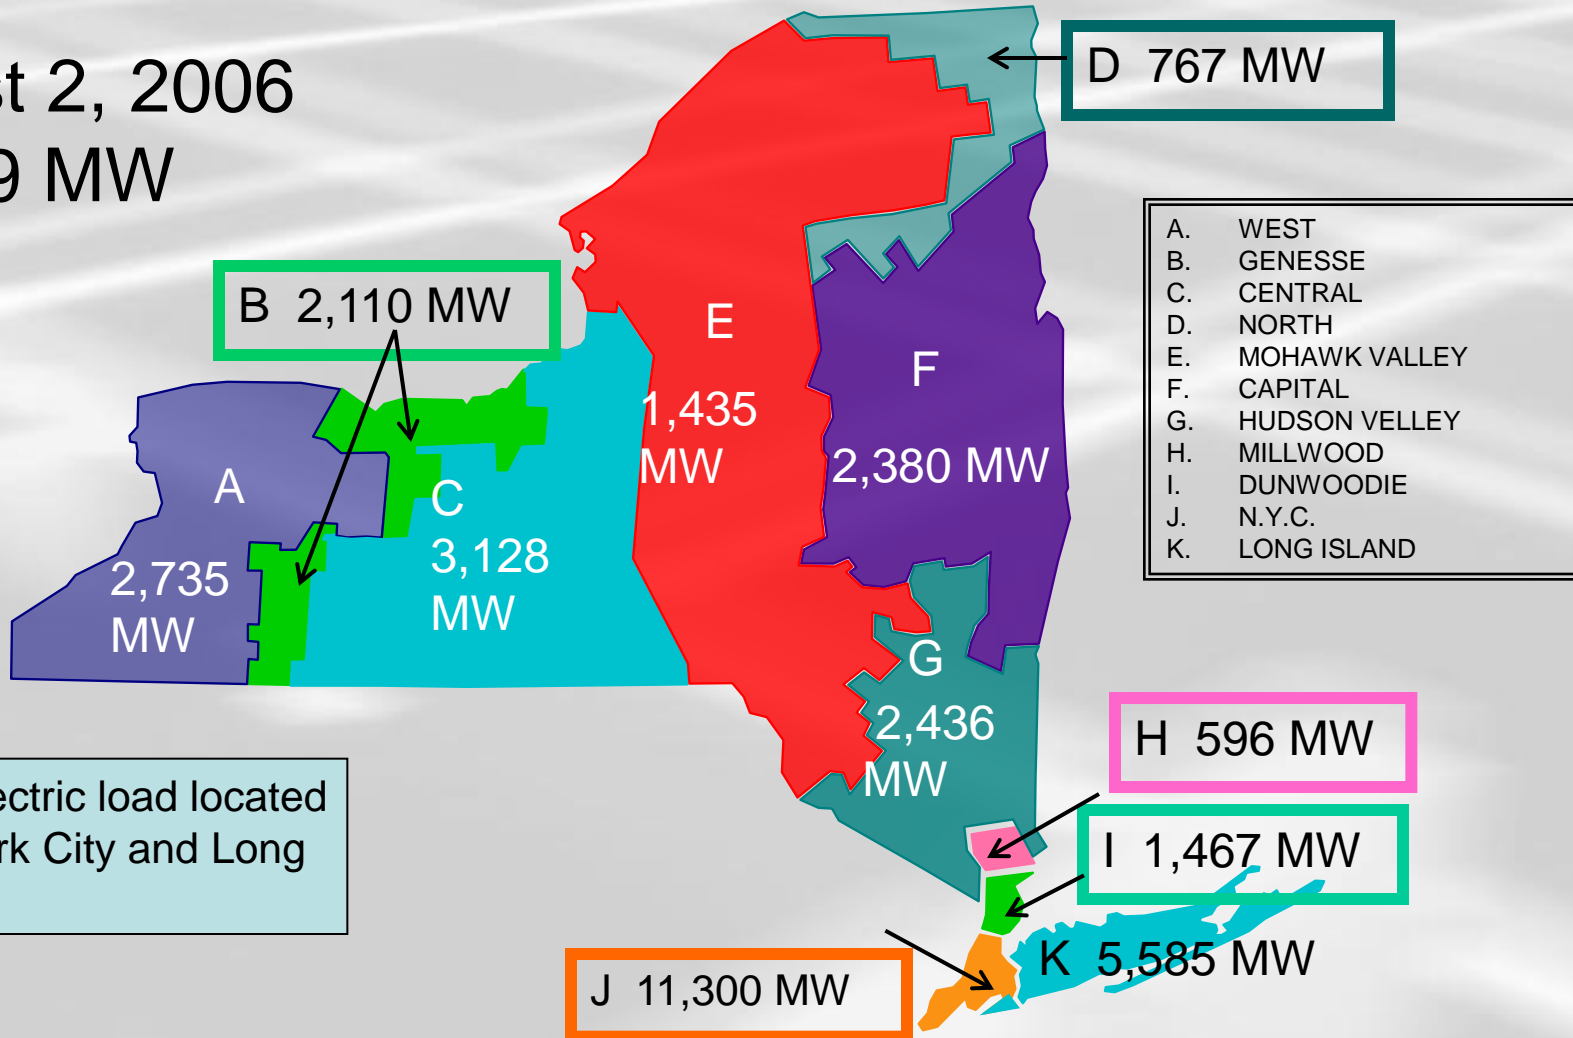 st 2, 2006
9 MW
D 767 MW
A. WEST
B. GENESSE
C. CENTRAL
D. NORTH
E. MOHAWK VALLEY
F. CAPITAL
G. HUDSON VELLEY
H. MILLWOOD
I. DUNWOODIE
J. N.Y.C.
K. LONG ISLAND
B 2,110 MW
E
1,435
MW
F
2,380 MW
A
2,735
MW
C
3,128
MW
G
2,436
MW
H 596 MW
ectric load located
rk City and Long
I 1,467 MW
K 5,585 MW
J 11,300 MW